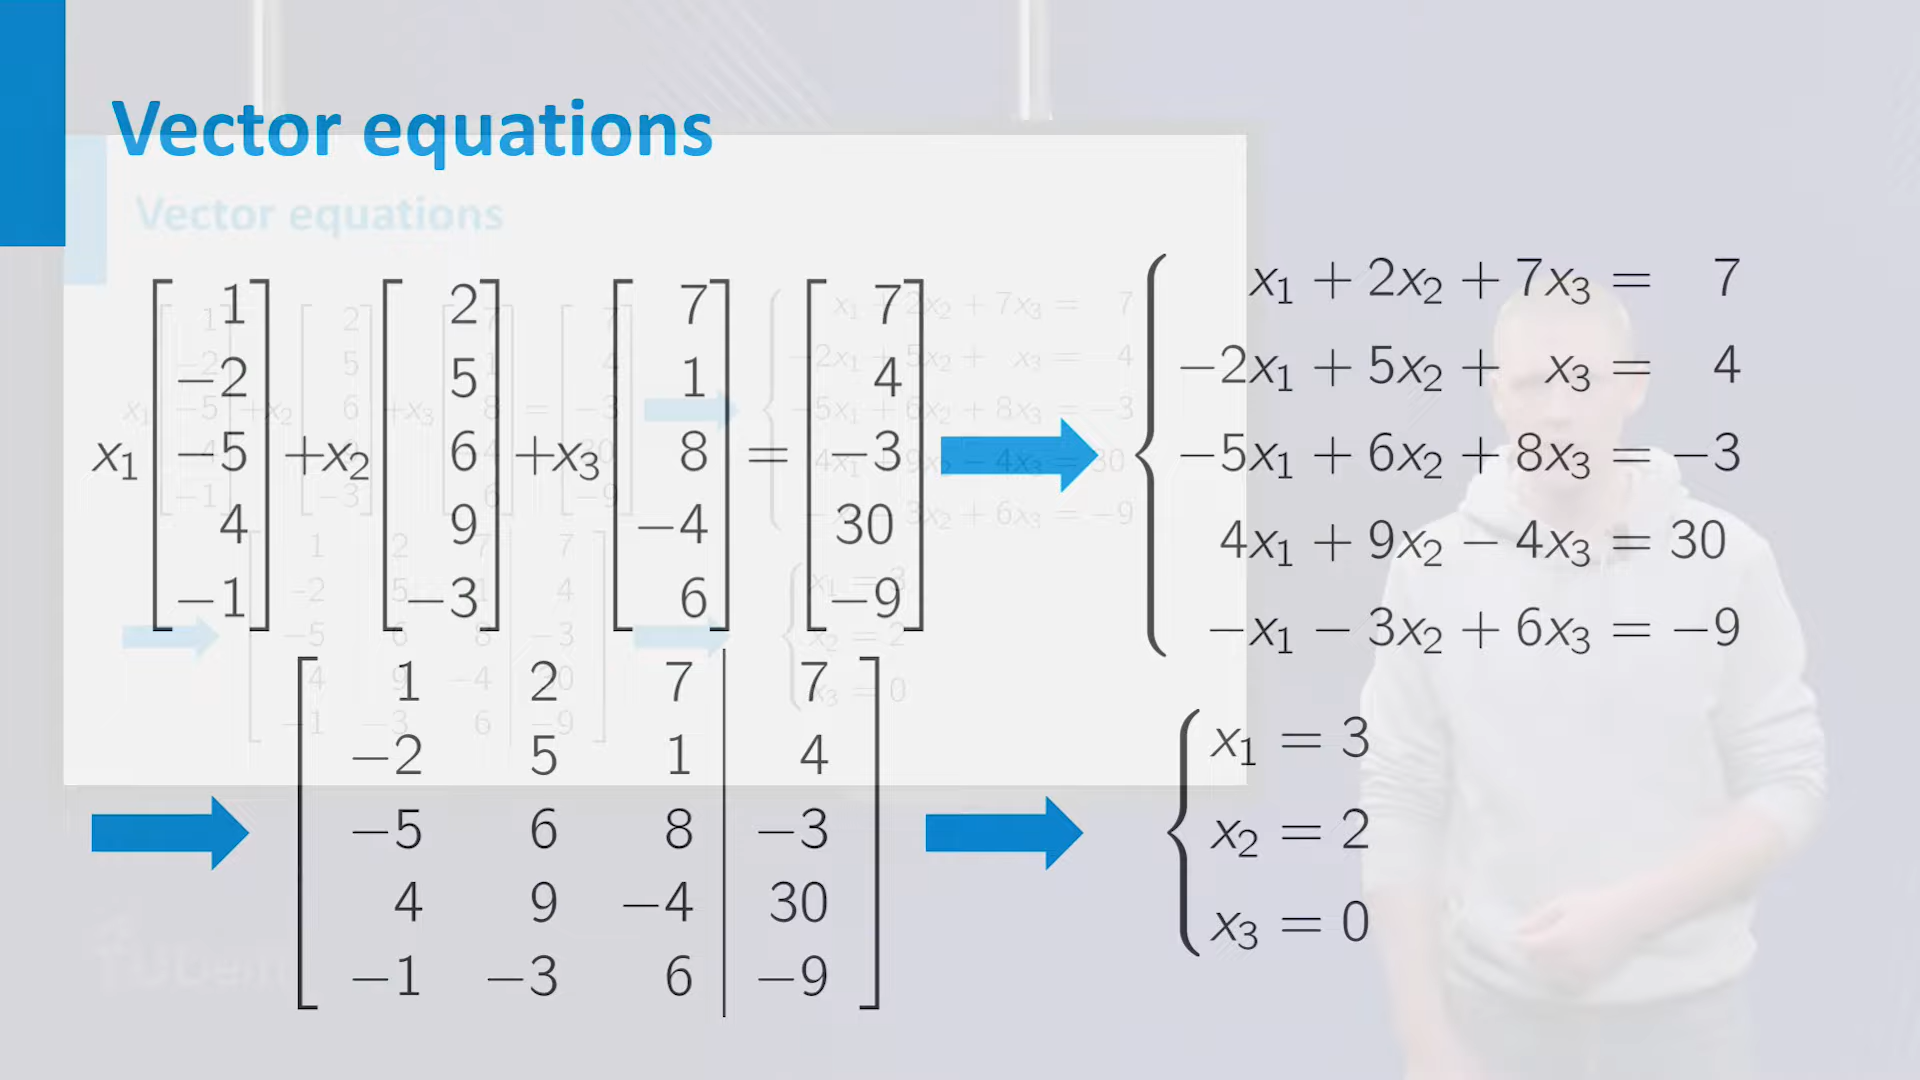 Vector equations
x₁ [1 −2 −5 4 −1] + x₂ [2 5 6 9 −3] + x₃ [7 1 8 −4 6] = [7 4 −3 30 −9]
x₁ + 2x₂ + 7x₃ = 7
−2x₁ + 5x₂ + x₃ = 4
−5x₁ + 6x₂ + 8x₃ = −3
4x₁ + 9x₂ − 4x₃ = 30
−x₁ − 3x₂ + 6x₃ = −9
1 2 7 | 7
−2 5 1 | 4
−5 6 8 | −3
4 9 −4 | 30
−1 −3 6 | −9
x₁ = 3
x₂ = 2
x₃ = 0
Vector equations